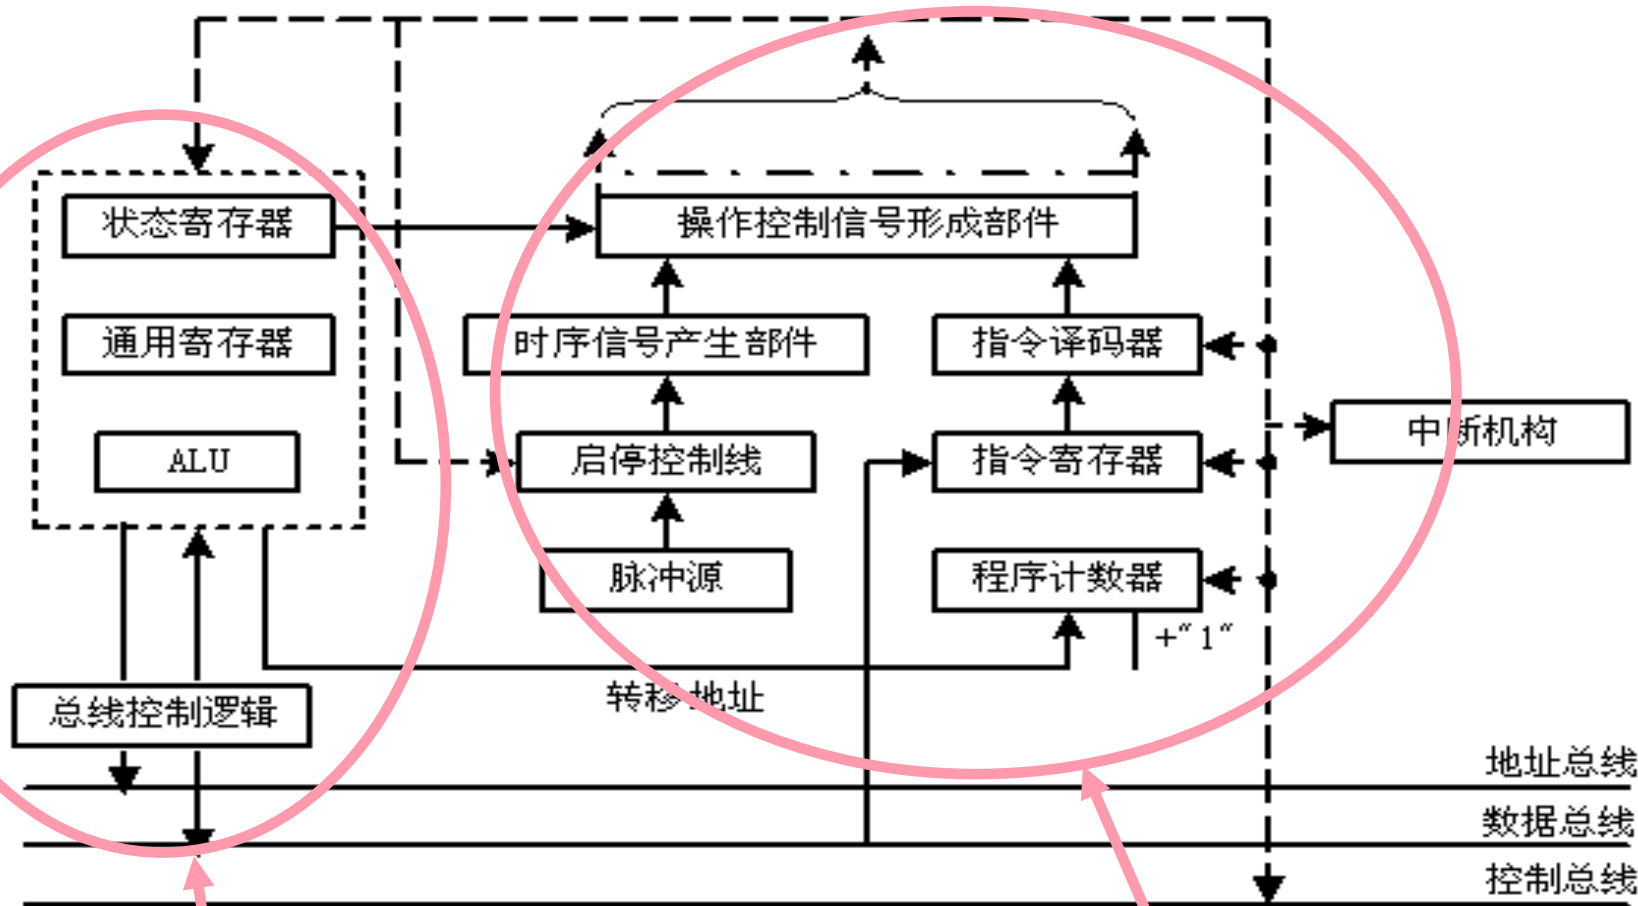 状态寄存器
操作控制信号形成部件
通用寄存器
时序信号产生部件
指令译码器
ALU
启停控制线
指令寄存器
中断机构
脉冲源
程序计数器
+"1"
转移地址
总线控制逻辑
地址总线
数据总线
控制总线